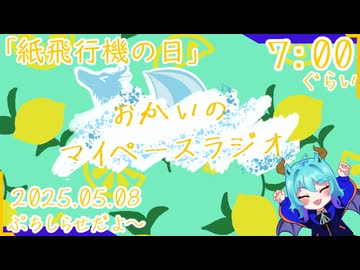 「紙飛行機の日」
7:00
ぐらい
おかいの
マイペースラジオ
2025.05.08
ぷちしらせだよ〜